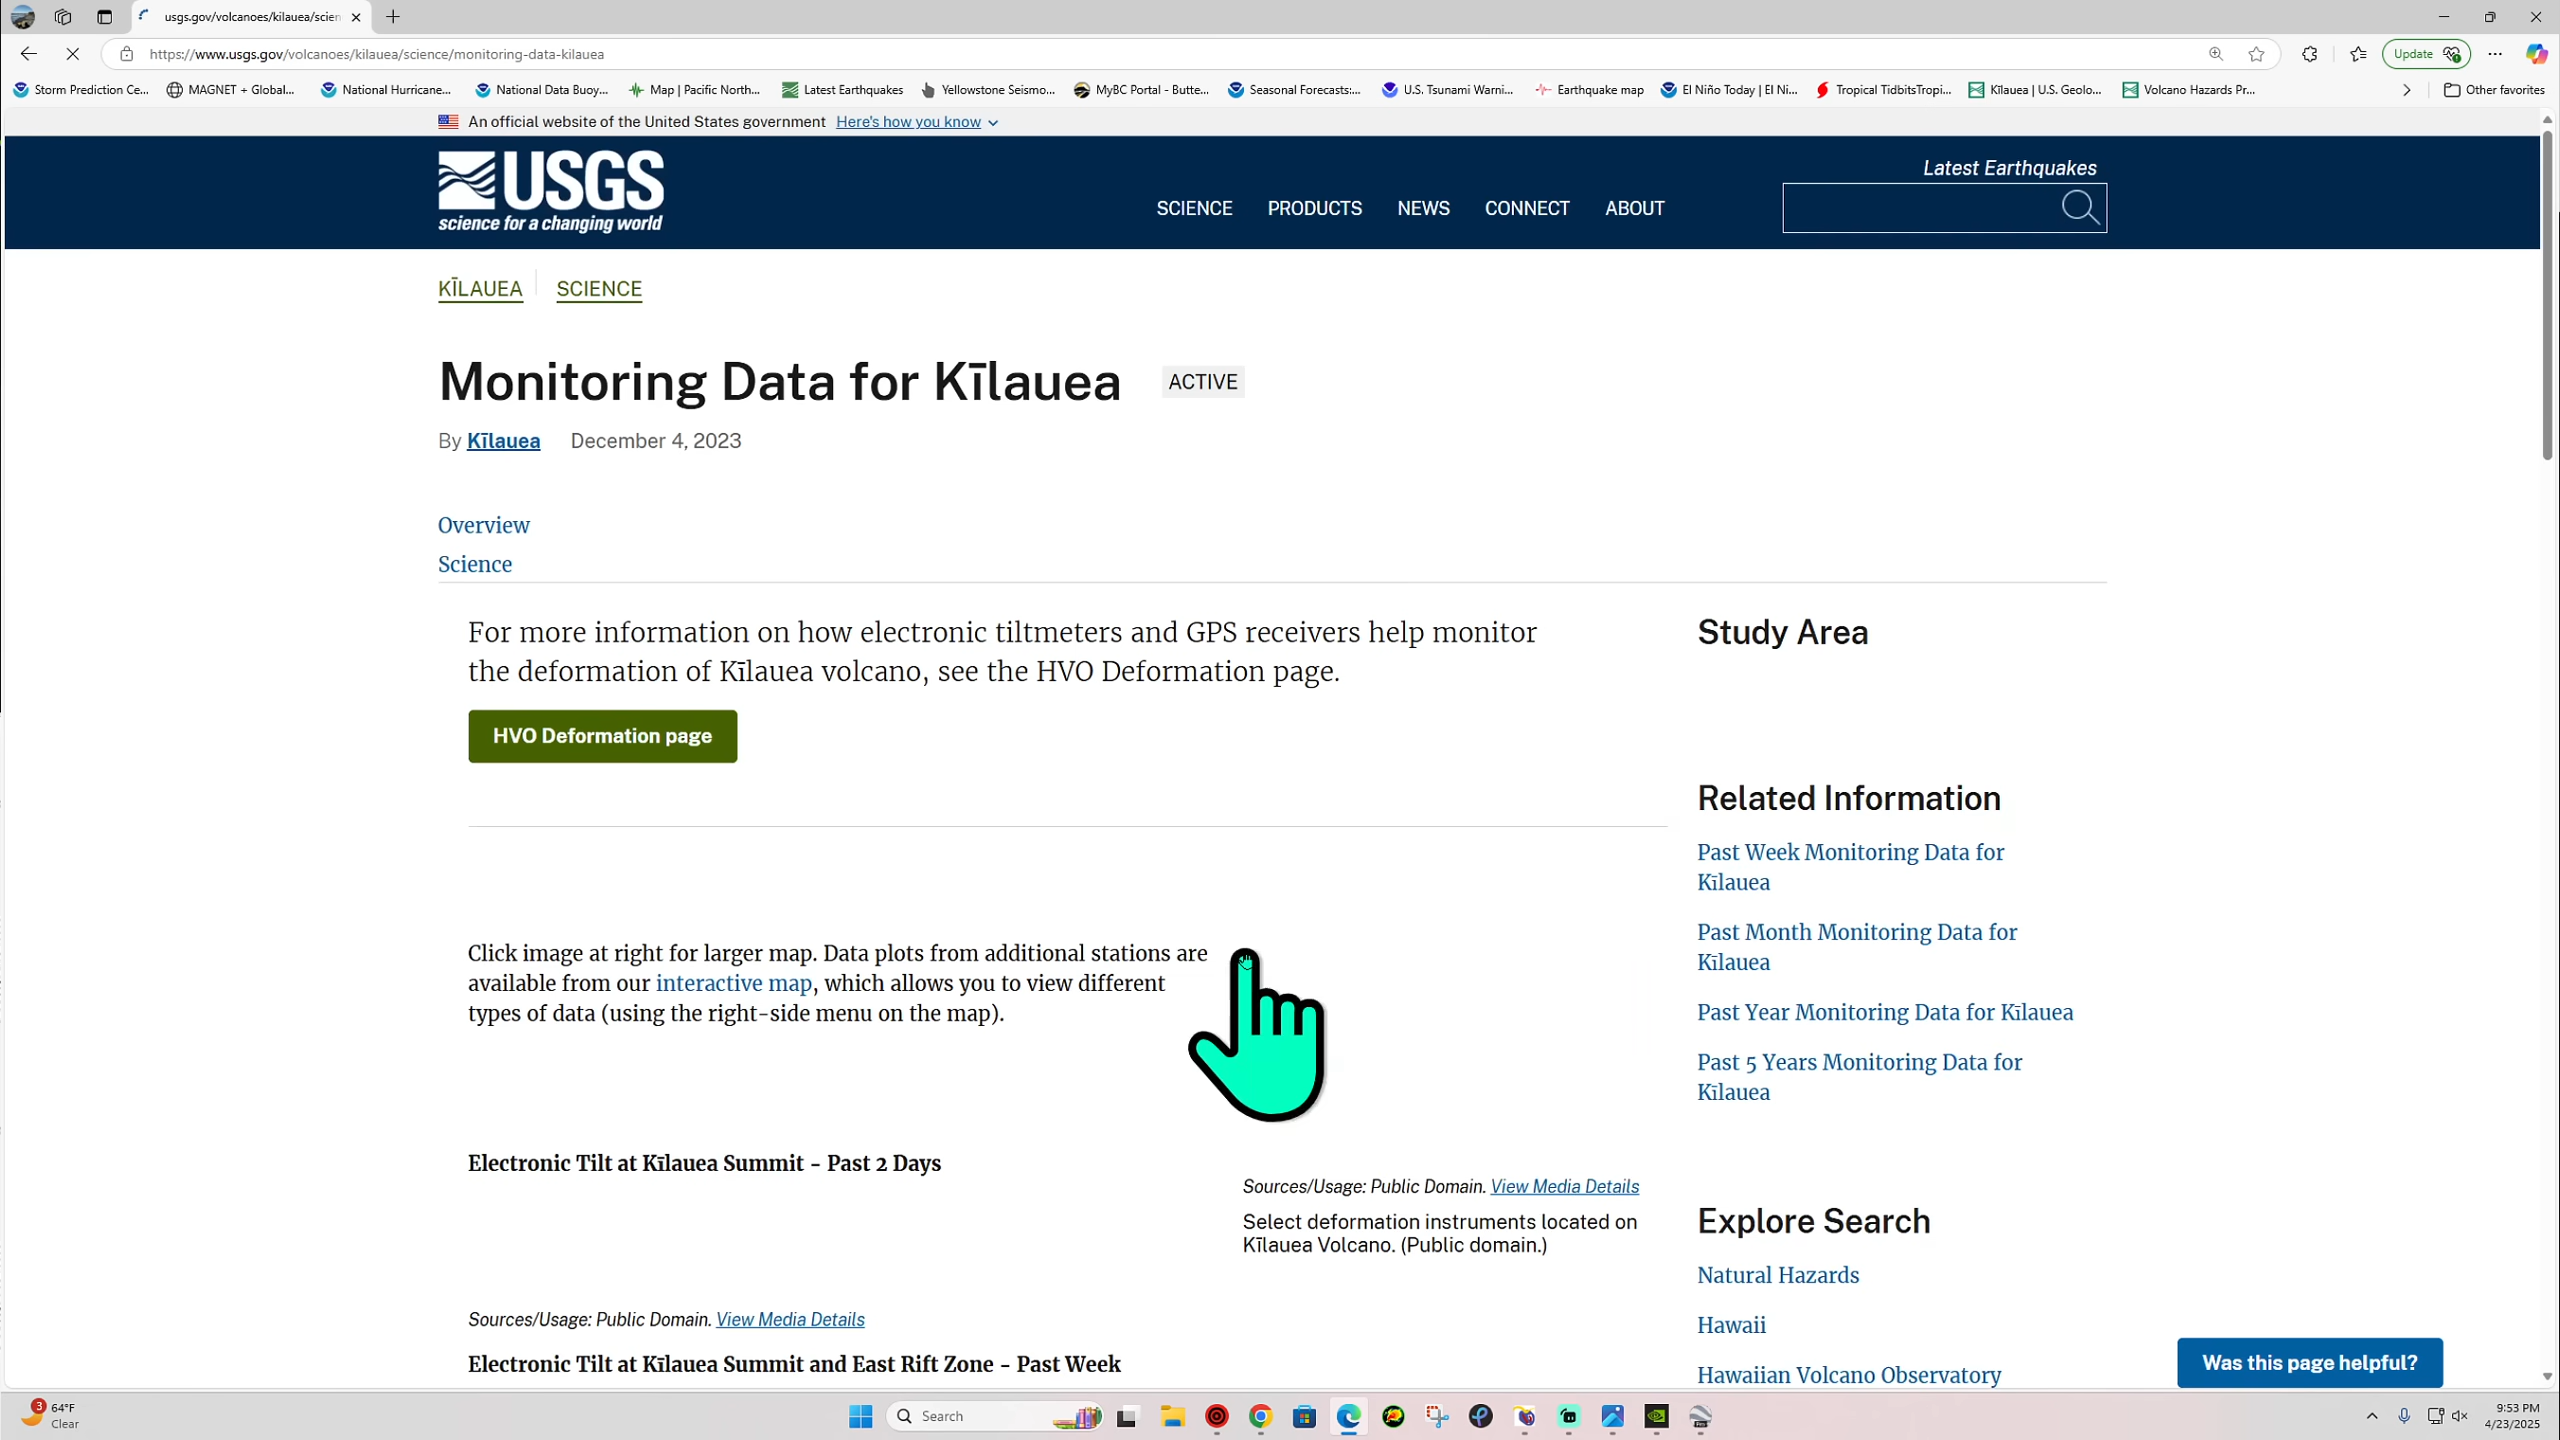 usgs.gov/volcanoes/kilauea/scien
https://www.usgs.gov/volcanoes/kilauea/science/monitoring-data-kilauea
Update
Storm Prediction Ce...
MAGNET + Global...
National Hurricane...
National Data Buoy...
Map | Pacific North...
Latest Earthquakes
Yellowstone Seismo...
MyBC Portal - Butte...
Seasonal Forecasts:...
U.S. Tsunami Warni...
Earthquake map
El Niño Today | El Ni...
Tropical TidbitsTropi...
Kīlauea | U.S. Geolo...
Volcano Hazards Pr...
Other favorites
An official website of the United States government Here's how you know
USGS
science for a changing world
SCIENCE
PRODUCTS
NEWS
CONNECT
ABOUT
Latest Earthquakes
KĪLAUEA
SCIENCE
Monitoring Data for Kīlauea
ACTIVE
By Kīlauea December 4, 2023
Overview
Science
For more information on how electronic tiltmeters and GPS receivers help monitor
the deformation of Kīlauea volcano, see the HVO Deformation page.
HVO Deformation page
Click image at right for larger map. Data plots from additional stations are
available from our interactive map, which allows you to view different
types of data (using the right-side menu on the map).
Electronic Tilt at Kīlauea Summit - Past 2 Days
Sources/Usage: Public Domain. View Media Details
Select deformation instruments located on
Kīlauea Volcano. (Public domain.)
Sources/Usage: Public Domain. View Media Details
Electronic Tilt at Kīlauea Summit and East Rift Zone - Past Week
Study Area
Related Information
Past Week Monitoring Data for
Kīlauea
Past Month Monitoring Data for
Kīlauea
Past Year Monitoring Data for Kīlauea
Past 5 Years Monitoring Data for
Kīlauea
Explore Search
Natural Hazards
Hawaii
Hawaiian Volcano Observatory
Was this page helpful?
3
64°F
Clear
Search
9:53 PM
4/23/2025